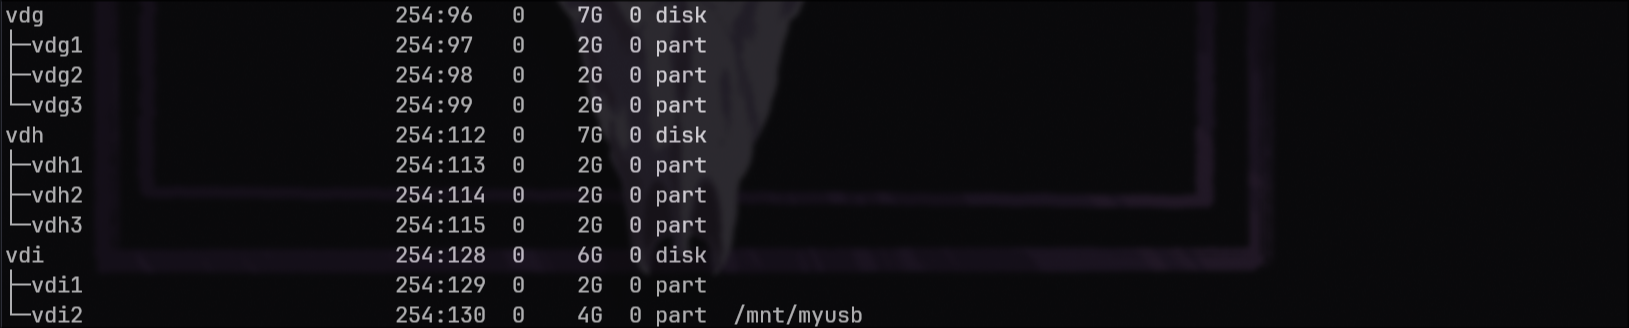 vdg 254:96 0 7G 0 disk
├─vdg1 254:97 0 2G 0 part
├─vdg2 254:98 0 2G 0 part
└─vdg3 254:99 0 2G 0 part
vdh 254:112 0 7G 0 disk
├─vdh1 254:113 0 2G 0 part
├─vdh2 254:114 0 2G 0 part
└─vdh3 254:115 0 2G 0 part
vdi 254:128 0 6G 0 disk
├─vdi1 254:129 0 2G 0 part
└─vdi2 254:130 0 4G 0 part /mnt/myusb